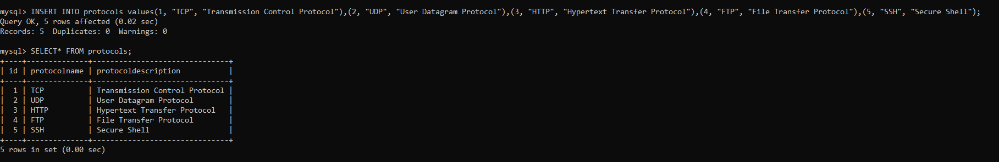 mysql> INSERT INTO protocols values(1, "TCP", "Transmission Control Protocol"),(2, "UDP", "User Datagram Protocol"),(3, "HTTP", "Hypertext Transfer Protocol"),(4, "FTP", "File Transfer Protocol"),(5, "SSH", "Secure Shell");
Query OK, 5 rows affected (0.02 sec)
Records: 5  Duplicates: 0  Warnings: 0

mysql> SELECT* FROM protocols;
+----+--------------+-------------------------------+
| id | protocolname | protocoldescription           |
+----+--------------+-------------------------------+
|  1 | TCP          | Transmission Control Protocol |
|  2 | UDP          | User Datagram Protocol        |
|  3 | HTTP         | Hypertext Transfer Protocol   |
|  4 | FTP          | File Transfer Protocol        |
|  5 | SSH          | Secure Shell                  |
+----+--------------+-------------------------------+
5 rows in set (0.00 sec)